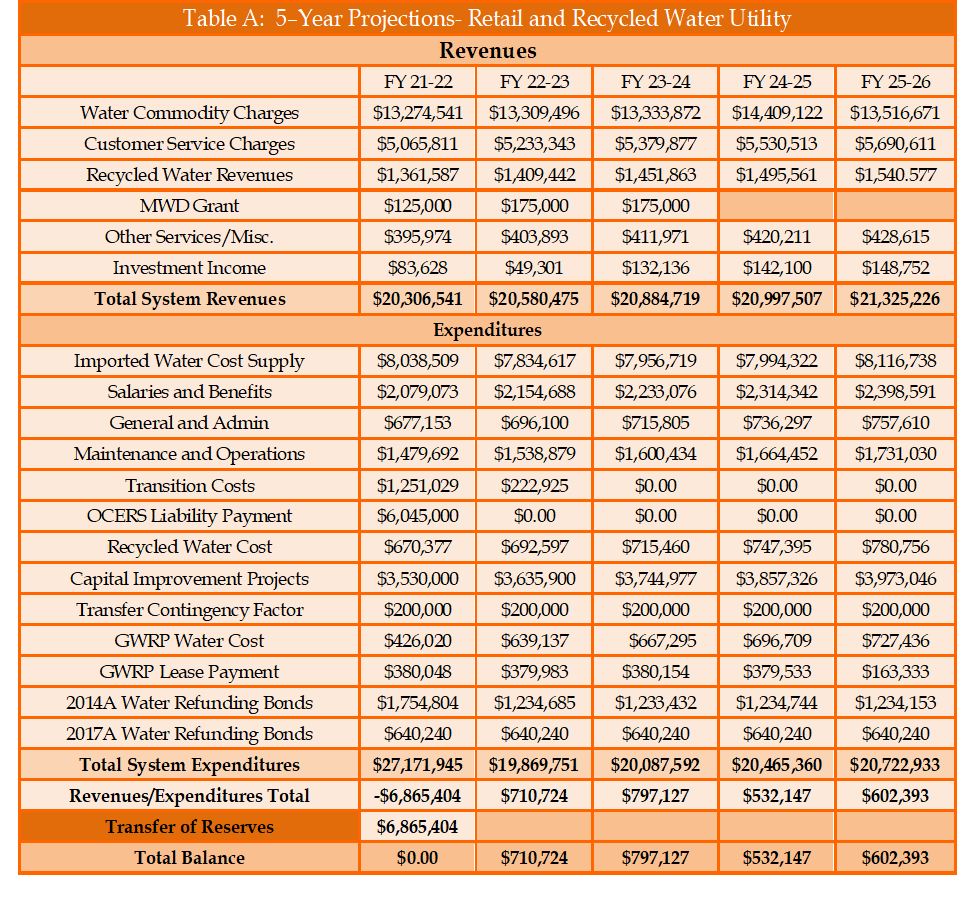 Table A: 5–Year Projections- Retail and Recycled Water Utility
Revenues
FY 21-22 FY 22-23 FY 23-24 FY 24-25 FY 25-26
Water Commodity Charges $13,274,541 $13,309,496 $13,333,872 $14,409,122 $13,516,671
Customer Service Charges $5,065,811 $5,233,343 $5,379,877 $5,530,513 $5,690,611
Recycled Water Revenues $1,361,587 $1,409,442 $1,451,863 $1,495,561 $1,540.577
MWD Grant $125,000 $175,000 $175,000
Other Services/Misc. $395,974 $403,893 $411,971 $420,211 $428,615
Investment Income $83,628 $49,301 $132,136 $142,100 $148,752
Total System Revenues $20,306,541 $20,580,475 $20,884,719 $20,997,507 $21,325,226
Expenditures
Imported Water Cost Supply $8,038,509 $7,834,617 $7,956,719 $7,994,322 $8,116,738
Salaries and Benefits $2,079,073 $2,154,688 $2,233,076 $2,314,342 $2,398,591
General and Admin $677,153 $696,100 $715,805 $736,297 $757,610
Maintenance and Operations $1,479,692 $1,538,879 $1,600,434 $1,664,452 $1,731,030
Transition Costs $1,251,029 $222,925 $0.00 $0.00 $0.00
OCERS Liability Payment $6,045,000 $0.00 $0.00 $0.00 $0.00
Recycled Water Cost $670,377 $692,597 $715,460 $747,395 $780,756
Capital Improvement Projects $3,530,000 $3,635,900 $3,744,977 $3,857,326 $3,973,046
Transfer Contingency Factor $200,000 $200,000 $200,000 $200,000 $200,000
GWRP Water Cost $426,020 $639,137 $667,295 $696,709 $727,436
GWRP Lease Payment $380,048 $379,983 $380,154 $379,533 $163,333
2014A Water Refunding Bonds $1,754,804 $1,234,685 $1,233,432 $1,234,744 $1,234,153
2017A Water Refunding Bonds $640,240 $640,240 $640,240 $640,240 $640,240
Total System Expenditures $27,171,945 $19,869,751 $20,087,592 $20,465,360 $20,722,933
Revenues/Expenditures Total -$6,865,404 $710,724 $797,127 $532,147 $602,393
Transfer of Reserves $6,865,404
Total Balance $0.00 $710,724 $797,127 $532,147 $602,393